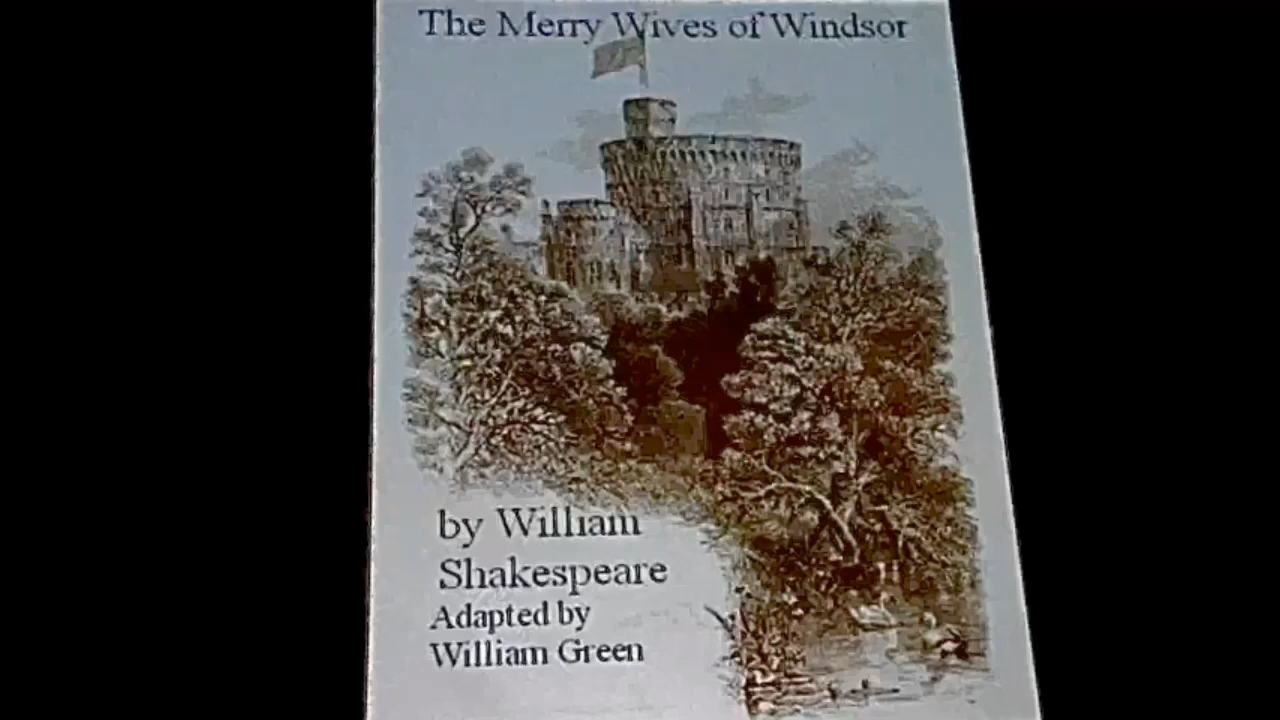 The Merry Wives of Windsor
by William
Shakespeare
Adapted by
William Green